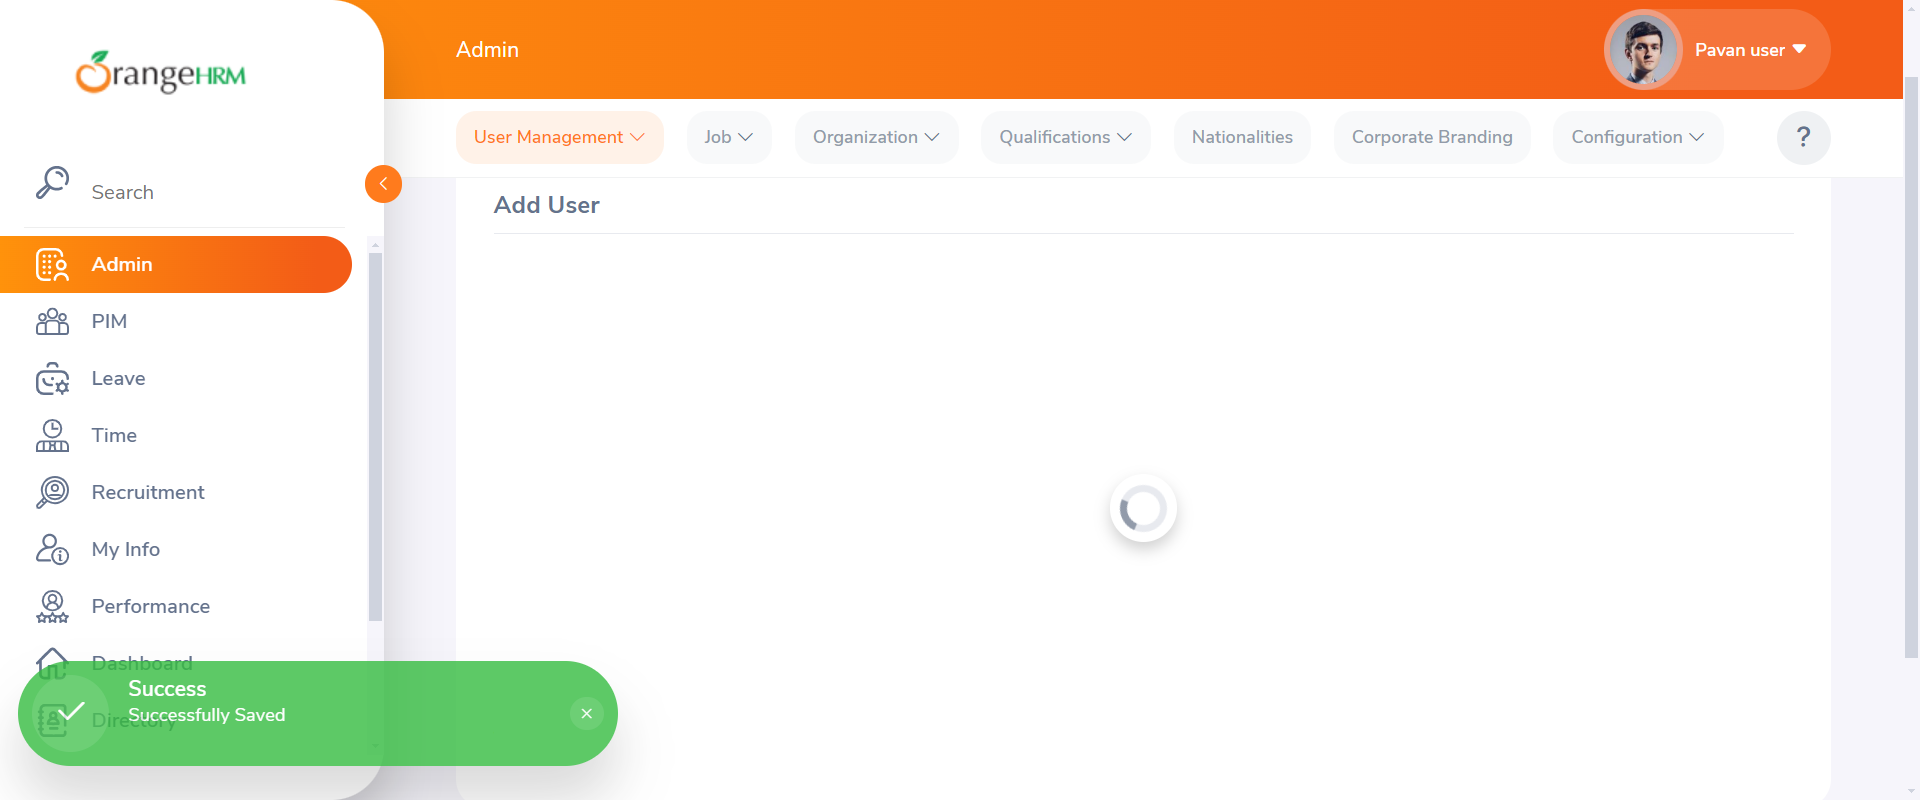 OrangeHRM
Admin
Pavan user
User Management
Job
Organization
Qualifications
Nationalities
Corporate Branding
Configuration
?
Search
Add User
Admin
PIM
Leave
Time
Recruitment
My Info
Performance
Dashboard
Directory
Success
Successfully Saved